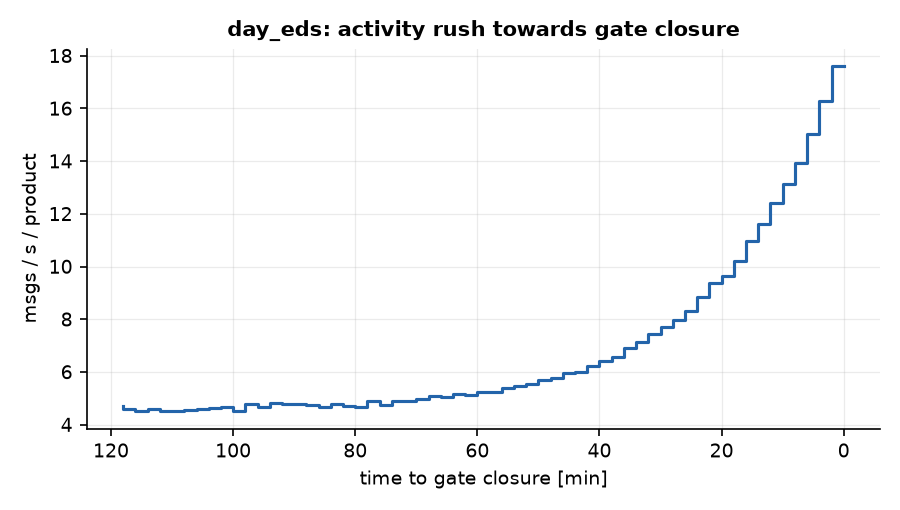 day_eds: activity rush towards gate closure
msgs / s / product
18
16
14
12
10
8
6
4
120 100 80 60 40 20 0
time to gate closure [min]